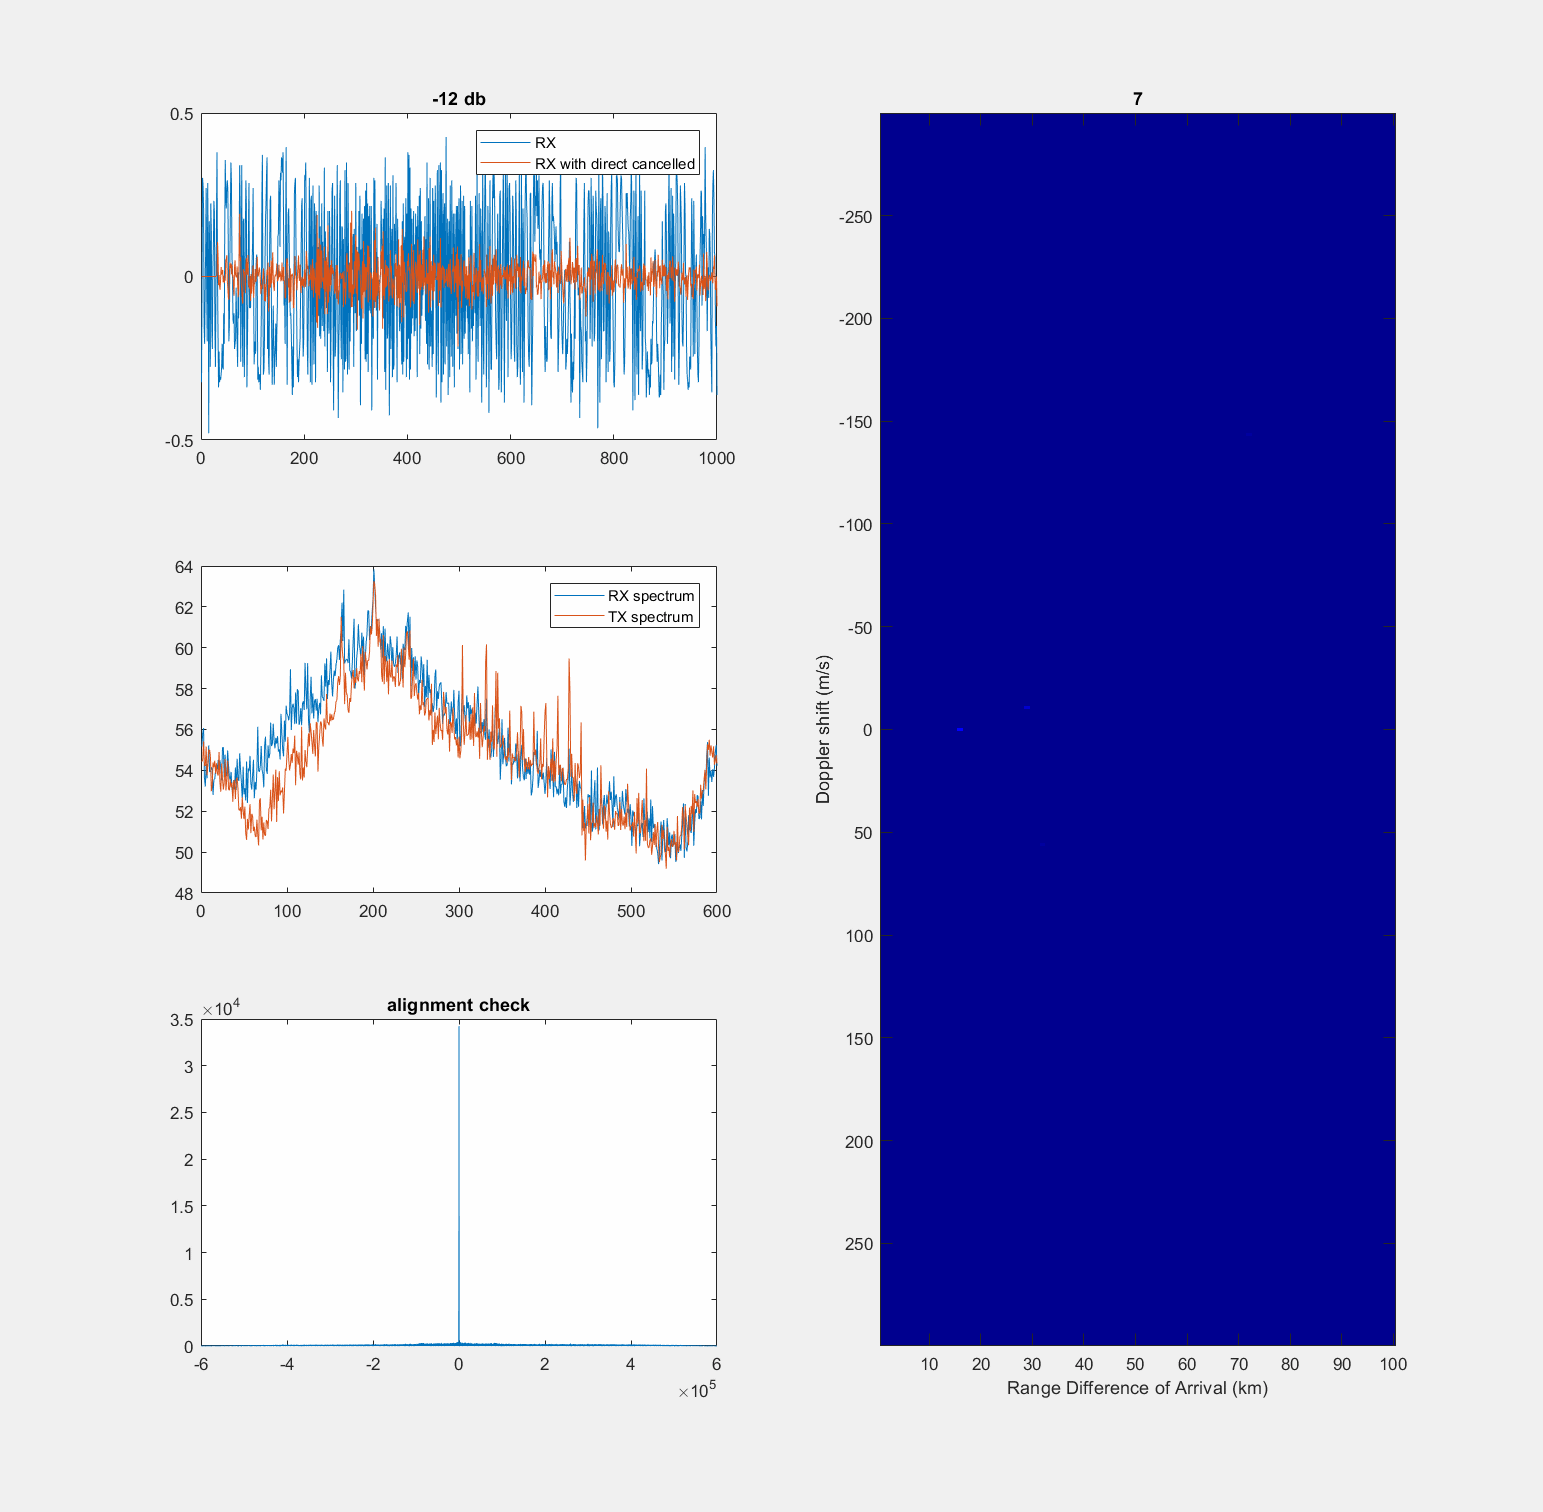 -12 db
0.5
0
-0.5
RX
RX with direct cancelled
0 200 400 600 800 1000
64
62
60
58
56
54
52
50
48
RX spectrum
TX spectrum
0 100 200 300 400 500 600
alignment check
×10⁴
3.5
3
2.5
2
1.5
1
0.5
0
-6 -4 -2 0 2 4 6
×10⁵
7
Doppler shift (m/s)
-250
-200
-150
-100
-50
0
50
100
150
200
250
10 20 30 40 50 60 70 80 90 100
Range Difference of Arrival (km)